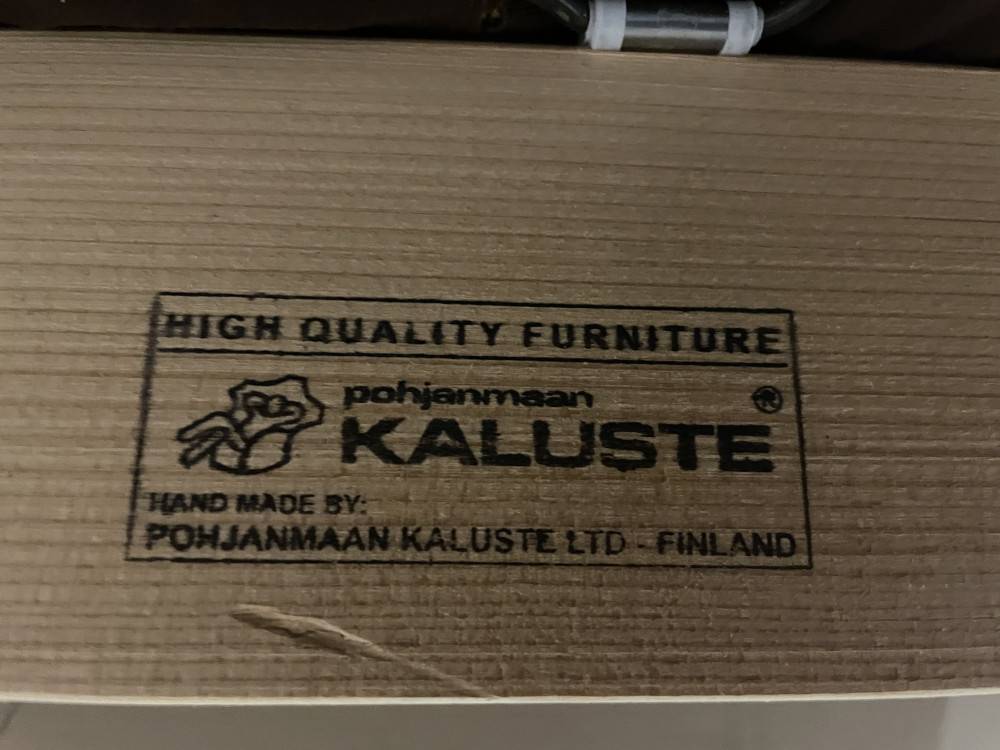 HIGH QUALITY FURNITURE
pohjanmaan ®
KALUSTE
HAND MADE BY:
POHJANMAAN KALUSTE LTD - FINLAND